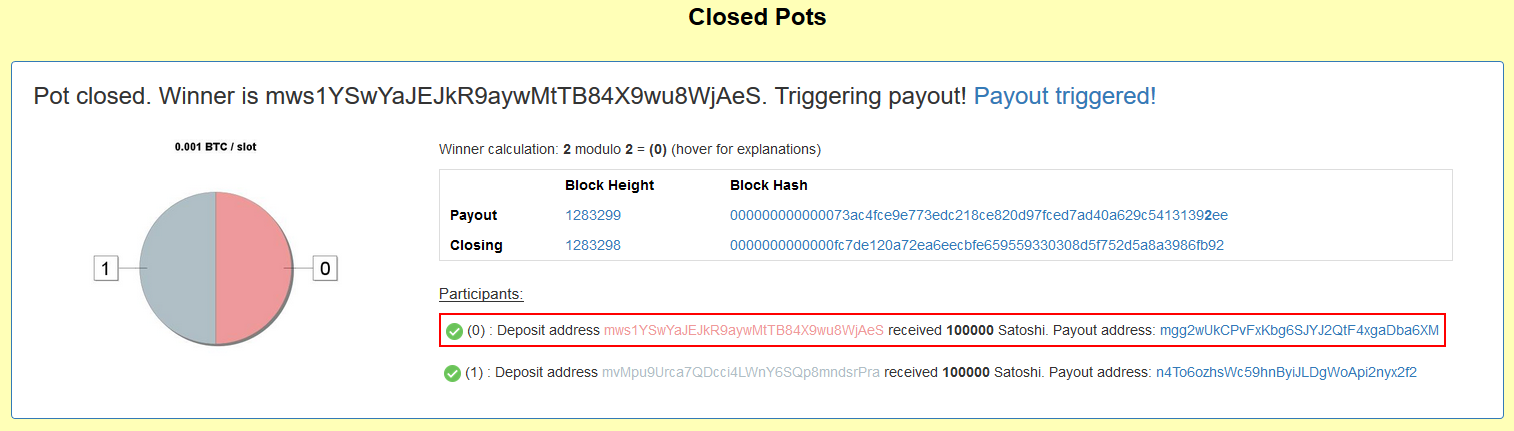 Closed Pots
Pot closed. Winner is mws1YSwYaJEJkR9aywMtTB84X9wu8WjAeS. Triggering payout! Payout triggered!
0.001 BTC / slot
1
0
Winner calculation: 2 modulo 2 = (0) (hover for explanations)
Block Height Block Hash
Payout 1283299 000000000000073ac4fce9e773edc218ce820d97fced7ad40a629c54131392ee
Closing 1283298 0000000000000fc7de120a72ea6eecbfe659559330308d5f752d5a8a3986fb92
Participants:
(0) : Deposit address mws1YSwYaJEJkR9aywMtTB84X9wu8WjAeS received 100000 Satoshi. Payout address: mgg2wUkCPvFxKbg6SJYJ2QtF4xgaDba6XM
(1) : Deposit address mvMpu9Urca7QDcci4LWnY6SQp8mndsrPra received 100000 Satoshi. Payout address: n4To6ozhsWc59hnByiJLDgWoApi2nyx2f2